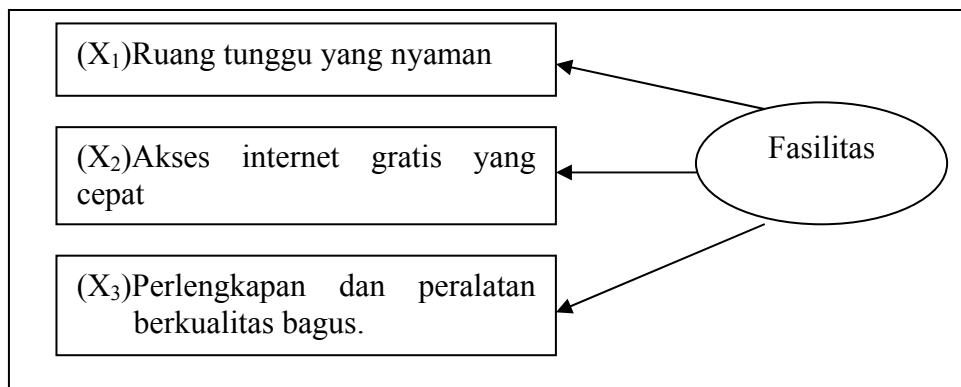 (X₁)Ruang tunggu yang nyaman
(X₂)Akses internet gratis yang
cepat
Fasilitas
(X₃)Perlengkapan dan peralatan
berkualitas bagus.